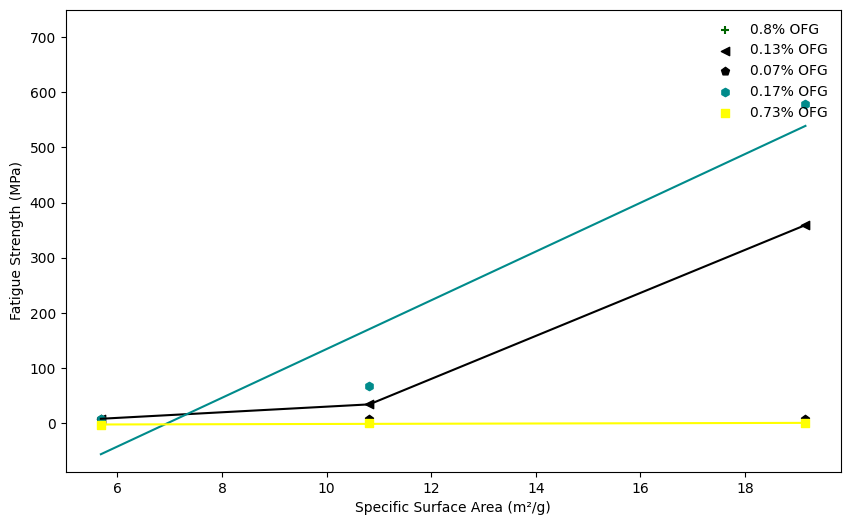 700
600
500
400
300
200
100
0
6
8
10
12
14
16
18
Fatigue Strength (MPa)
Specific Surface Area (m²/g)
0.8% OFG
0.13% OFG
0.07% OFG
0.17% OFG
0.73% OFG